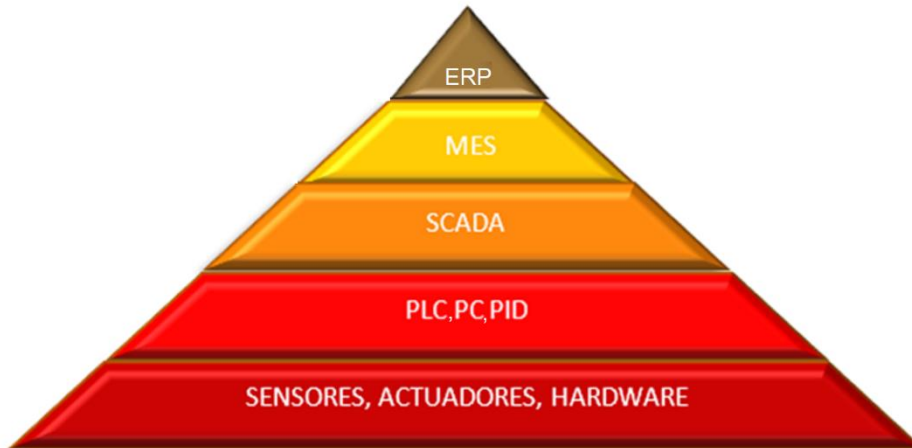 ERP
MES
SCADA
PLC,PC,PID
SENSORES, ACTUADORES, HARDWARE